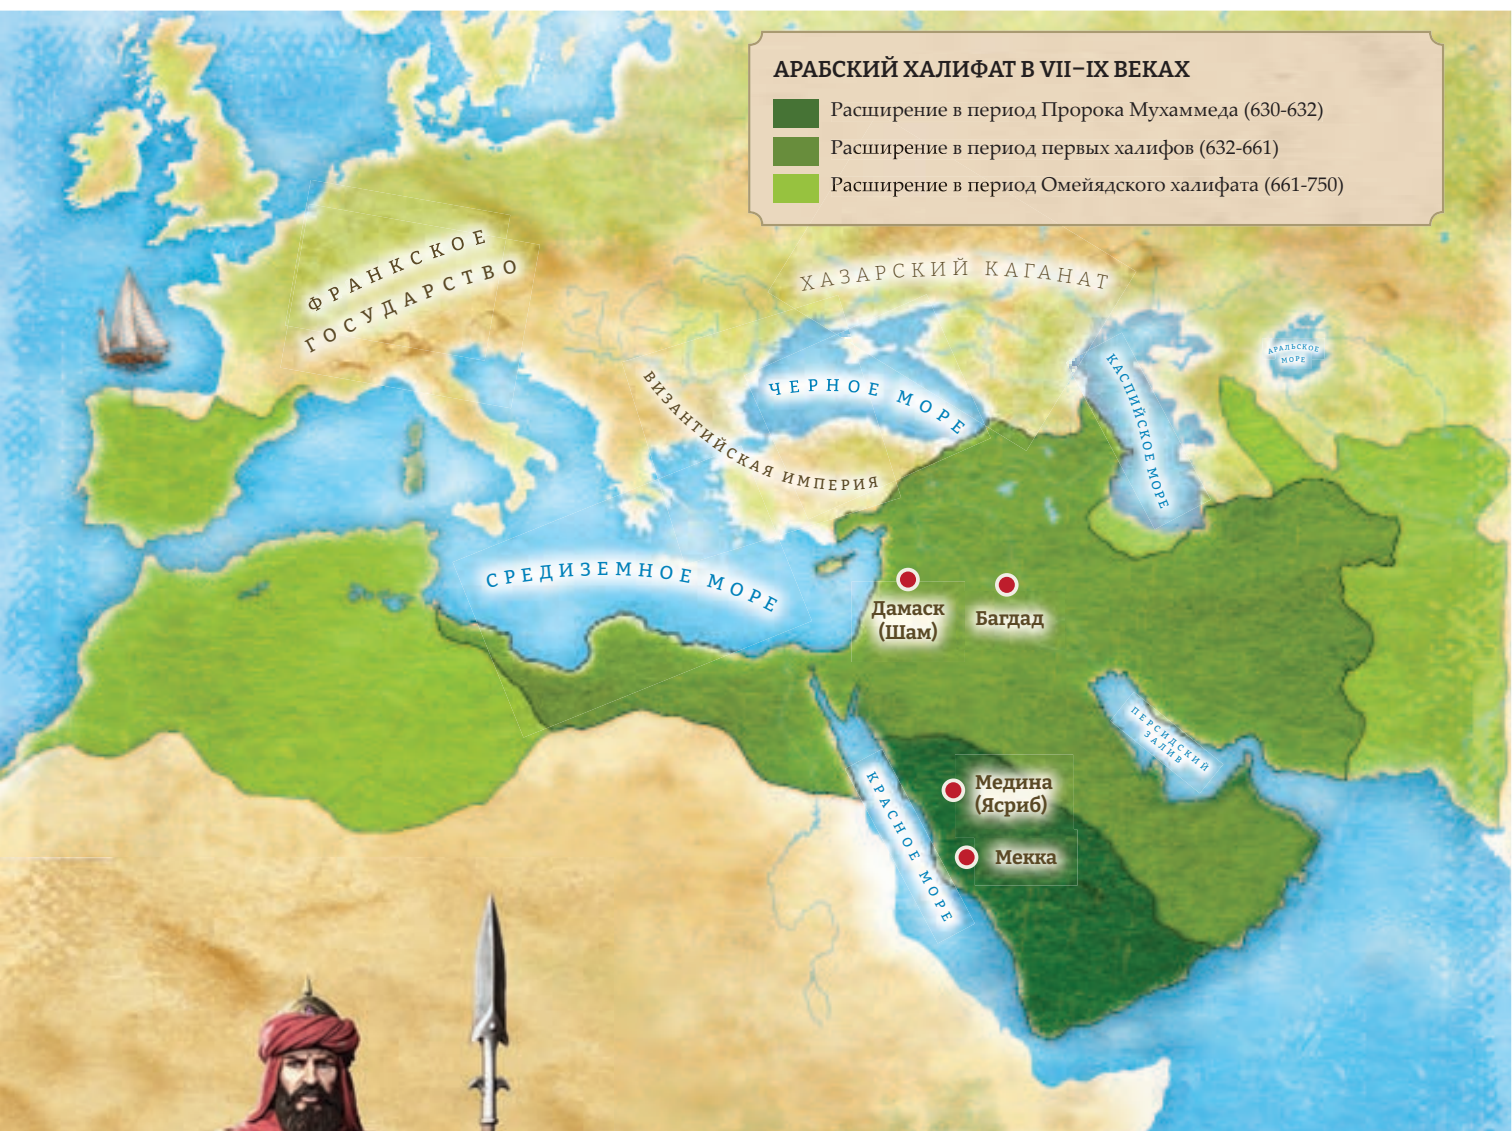 АРАБСКИЙ ХАЛИФАТ В VII–IX ВЕКАХ
Расширение в период Пророка Мухаммеда (630-632)
Расширение в период первых халифов (632-661)
Расширение в период Омейядского халифата (661-750)
ФРАНКСКОЕ
ГОСУДАРСТВО
ХАЗАРСКИЙ КАГАНАТ
АРАЛЬСКОЕ
МОРЕ
КАСПИЙСКОЕ МОРЕ
ЧЕРНОЕ МОРЕ
ВИЗАНТИЙСКАЯ ИМПЕРИЯ
СРЕДИЗЕМНОЕ МОРЕ
Дамаск
(Шам)
Багдад
ПЕРСИДСКИЙ
ЗАЛИВ
Медина
(Ясриб)
КРАСНОЕ МОРЕ
Мекка